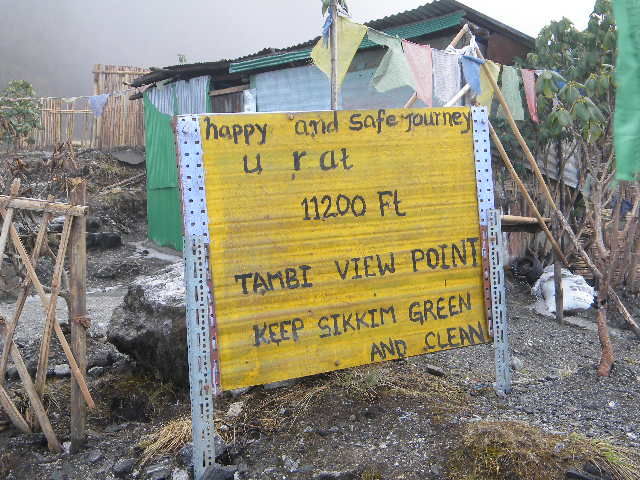 happy and safe Journey
u r at
11200 Ft
TAMBI VIEW POINT
KEEP SIKKIM GREEN
AND CLEAN